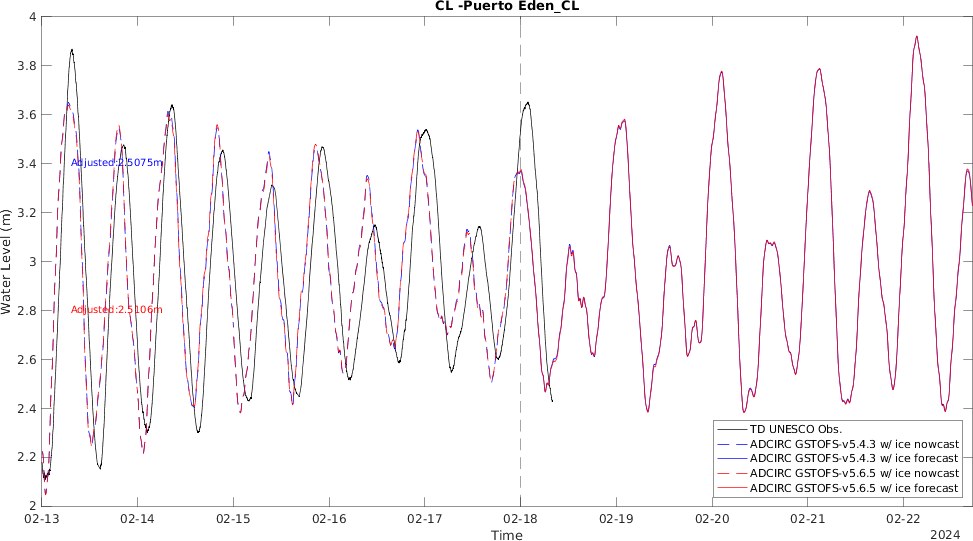 CL -Puerto Eden_CL
4
3.8
3.6
3.4
3.2
3
2.8
2.6
2.4
2.2
2
Water Level (m)
Adjusted:2.5075m
Adjusted:2.5106m
TD UNESCO Obs.
ADCIRC GSTOFS-v5.4.3 w/ ice nowcast
ADCIRC GSTOFS-v5.4.3 w/ ice forecast
ADCIRC GSTOFS-v5.6.5 w/ ice nowcast
ADCIRC GSTOFS-v5.6.5 w/ ice forecast
02-13 02-14 02-15 02-16 02-17 02-18 02-19 02-20 02-21 02-22
Time
2024